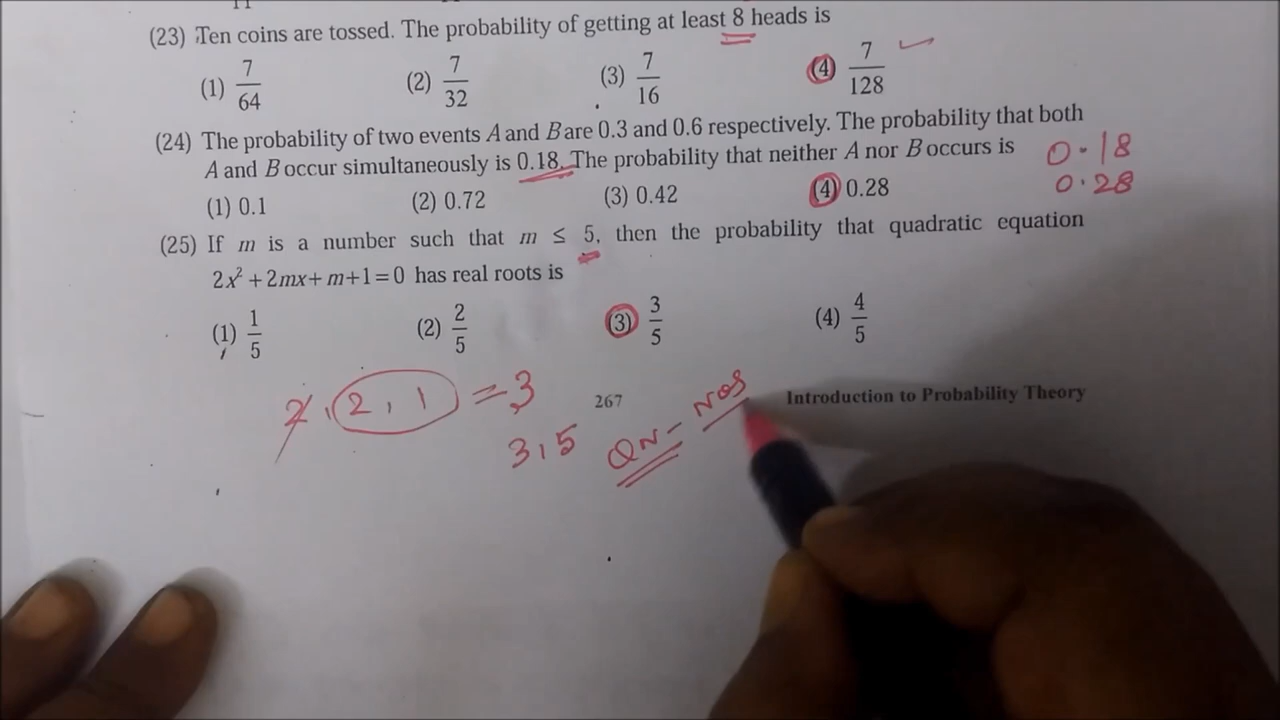 (23) Ten coins are tossed. The probability of getting at least 8 heads is
(1) 7/64 (2) 7/32 (3) 7/16 (4) 7/128
(24) The probability of two events A and B are 0.3 and 0.6 respectively. The probability that both
A and B occur simultaneously is 0.18. The probability that neither A nor B occurs is 0.18
(1) 0.1 (2) 0.72 (3) 0.42 (4) 0.28 0.28
(25) If m is a number such that m ≤ 5, then the probability that quadratic equation
2x² + 2mx + m + 1 = 0 has real roots is
(1) 1/5 (2) 2/5 (3) 3/5 (4) 4/5
2, 1 = 3 267 Introduction to Probability Theory
3, 5 QN - NOS